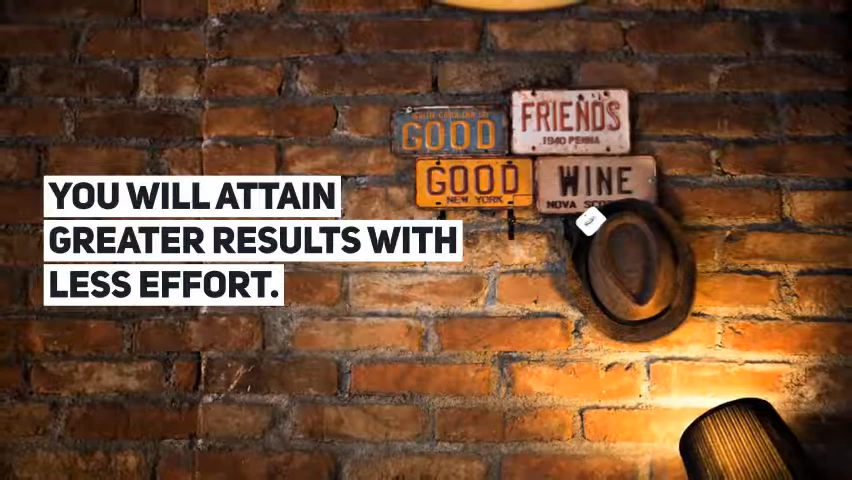 YOU WILL ATTAIN
GREATER RESULTS WITH
LESS EFFORT.
GOOD
FRIENDS
1940 PENNA
GOOD
NEW YORK
WINE
NOVA